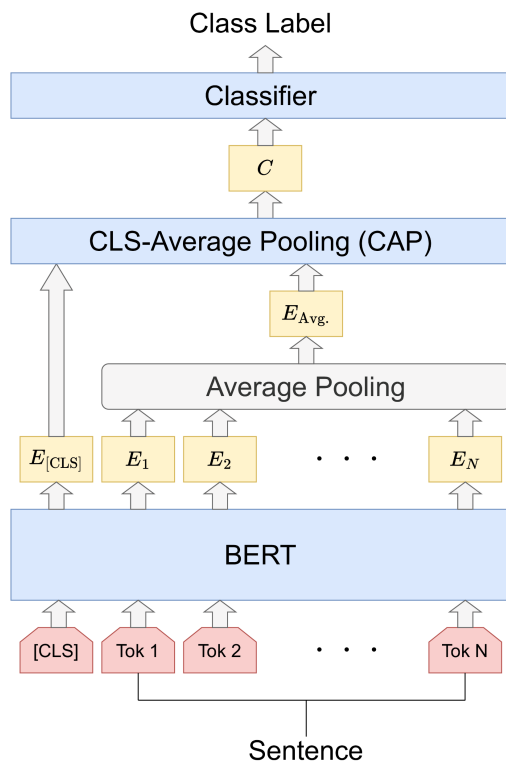 Class Label
Classifier
C
CLS-Average Pooling (CAP)
E_Avg.
Average Pooling
E_[CLS] E_1 E_2 · · · E_N
BERT
[CLS] Tok 1 Tok 2 · · · Tok N
Sentence